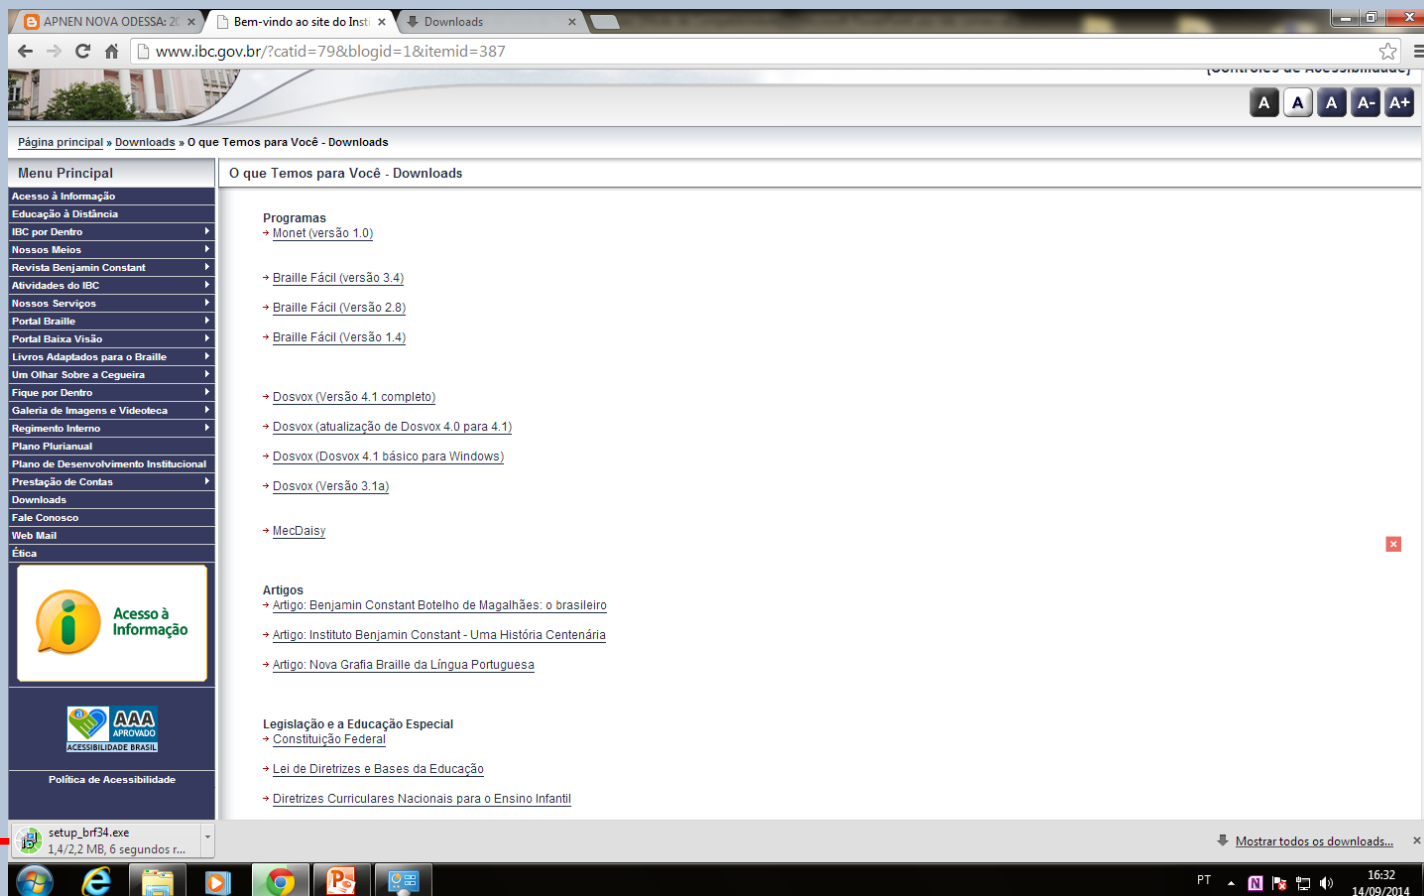 APNEN NOVA ODESSA: 20
Bem-vindo ao site do Insti
Downloads
www.ibc.gov.br/?catid=79&blogid=1&itemid=387
(Controles de Acessibilidade)
A A A A- A+
Página principal » Downloads » O que Temos para Você - Downloads
Menu Principal
Acesso à Informação
Educação à Distância
IBC por Dentro
Nossos Meios
Revista Benjamin Constant
Atividades do IBC
Nossos Serviços
Portal Braille
Portal Baixa Visão
Livros Adaptados para o Braille
Um Olhar Sobre a Cegueira
Fique por Dentro
Galeria de Imagens e Videoteca
Regimento Interno
Plano Plurianual
Plano de Desenvolvimento Institucional
Prestação de Contas
Downloads
Fale Conosco
Web Mail
Ética
Acesso à
Informação
AAA
APROVADO
ACESSIBILIDADE BRASIL
Política de Acessibilidade
O que Temos para Você - Downloads
Programas
Monet (versão 1.0)
Braille Fácil (versão 3.4)
Braille Fácil (Versão 2.8)
Braille Fácil (Versão 1.4)
Dosvox (Versão 4.1 completo)
Dosvox (atualização de Dosvox 4.0 para 4.1)
Dosvox (Dosvox 4.1 básico para Windows)
Dosvox (Versão 3.1a)
MecDaisy
Artigos
Artigo: Benjamin Constant Botelho de Magalhães: o brasileiro
Artigo: Instituto Benjamin Constant - Uma História Centenária
Artigo: Nova Grafia Braille da Língua Portuguesa
Legislação e a Educação Especial
Constituição Federal
Lei de Diretrizes e Bases da Educação
Diretrizes Curriculares Nacionais para o Ensino Infantil
setup_brf34.exe
1,4/2,2 MB, 6 segundos r...
Mostrar todos os downloads...
PT
16:32
14/09/2014